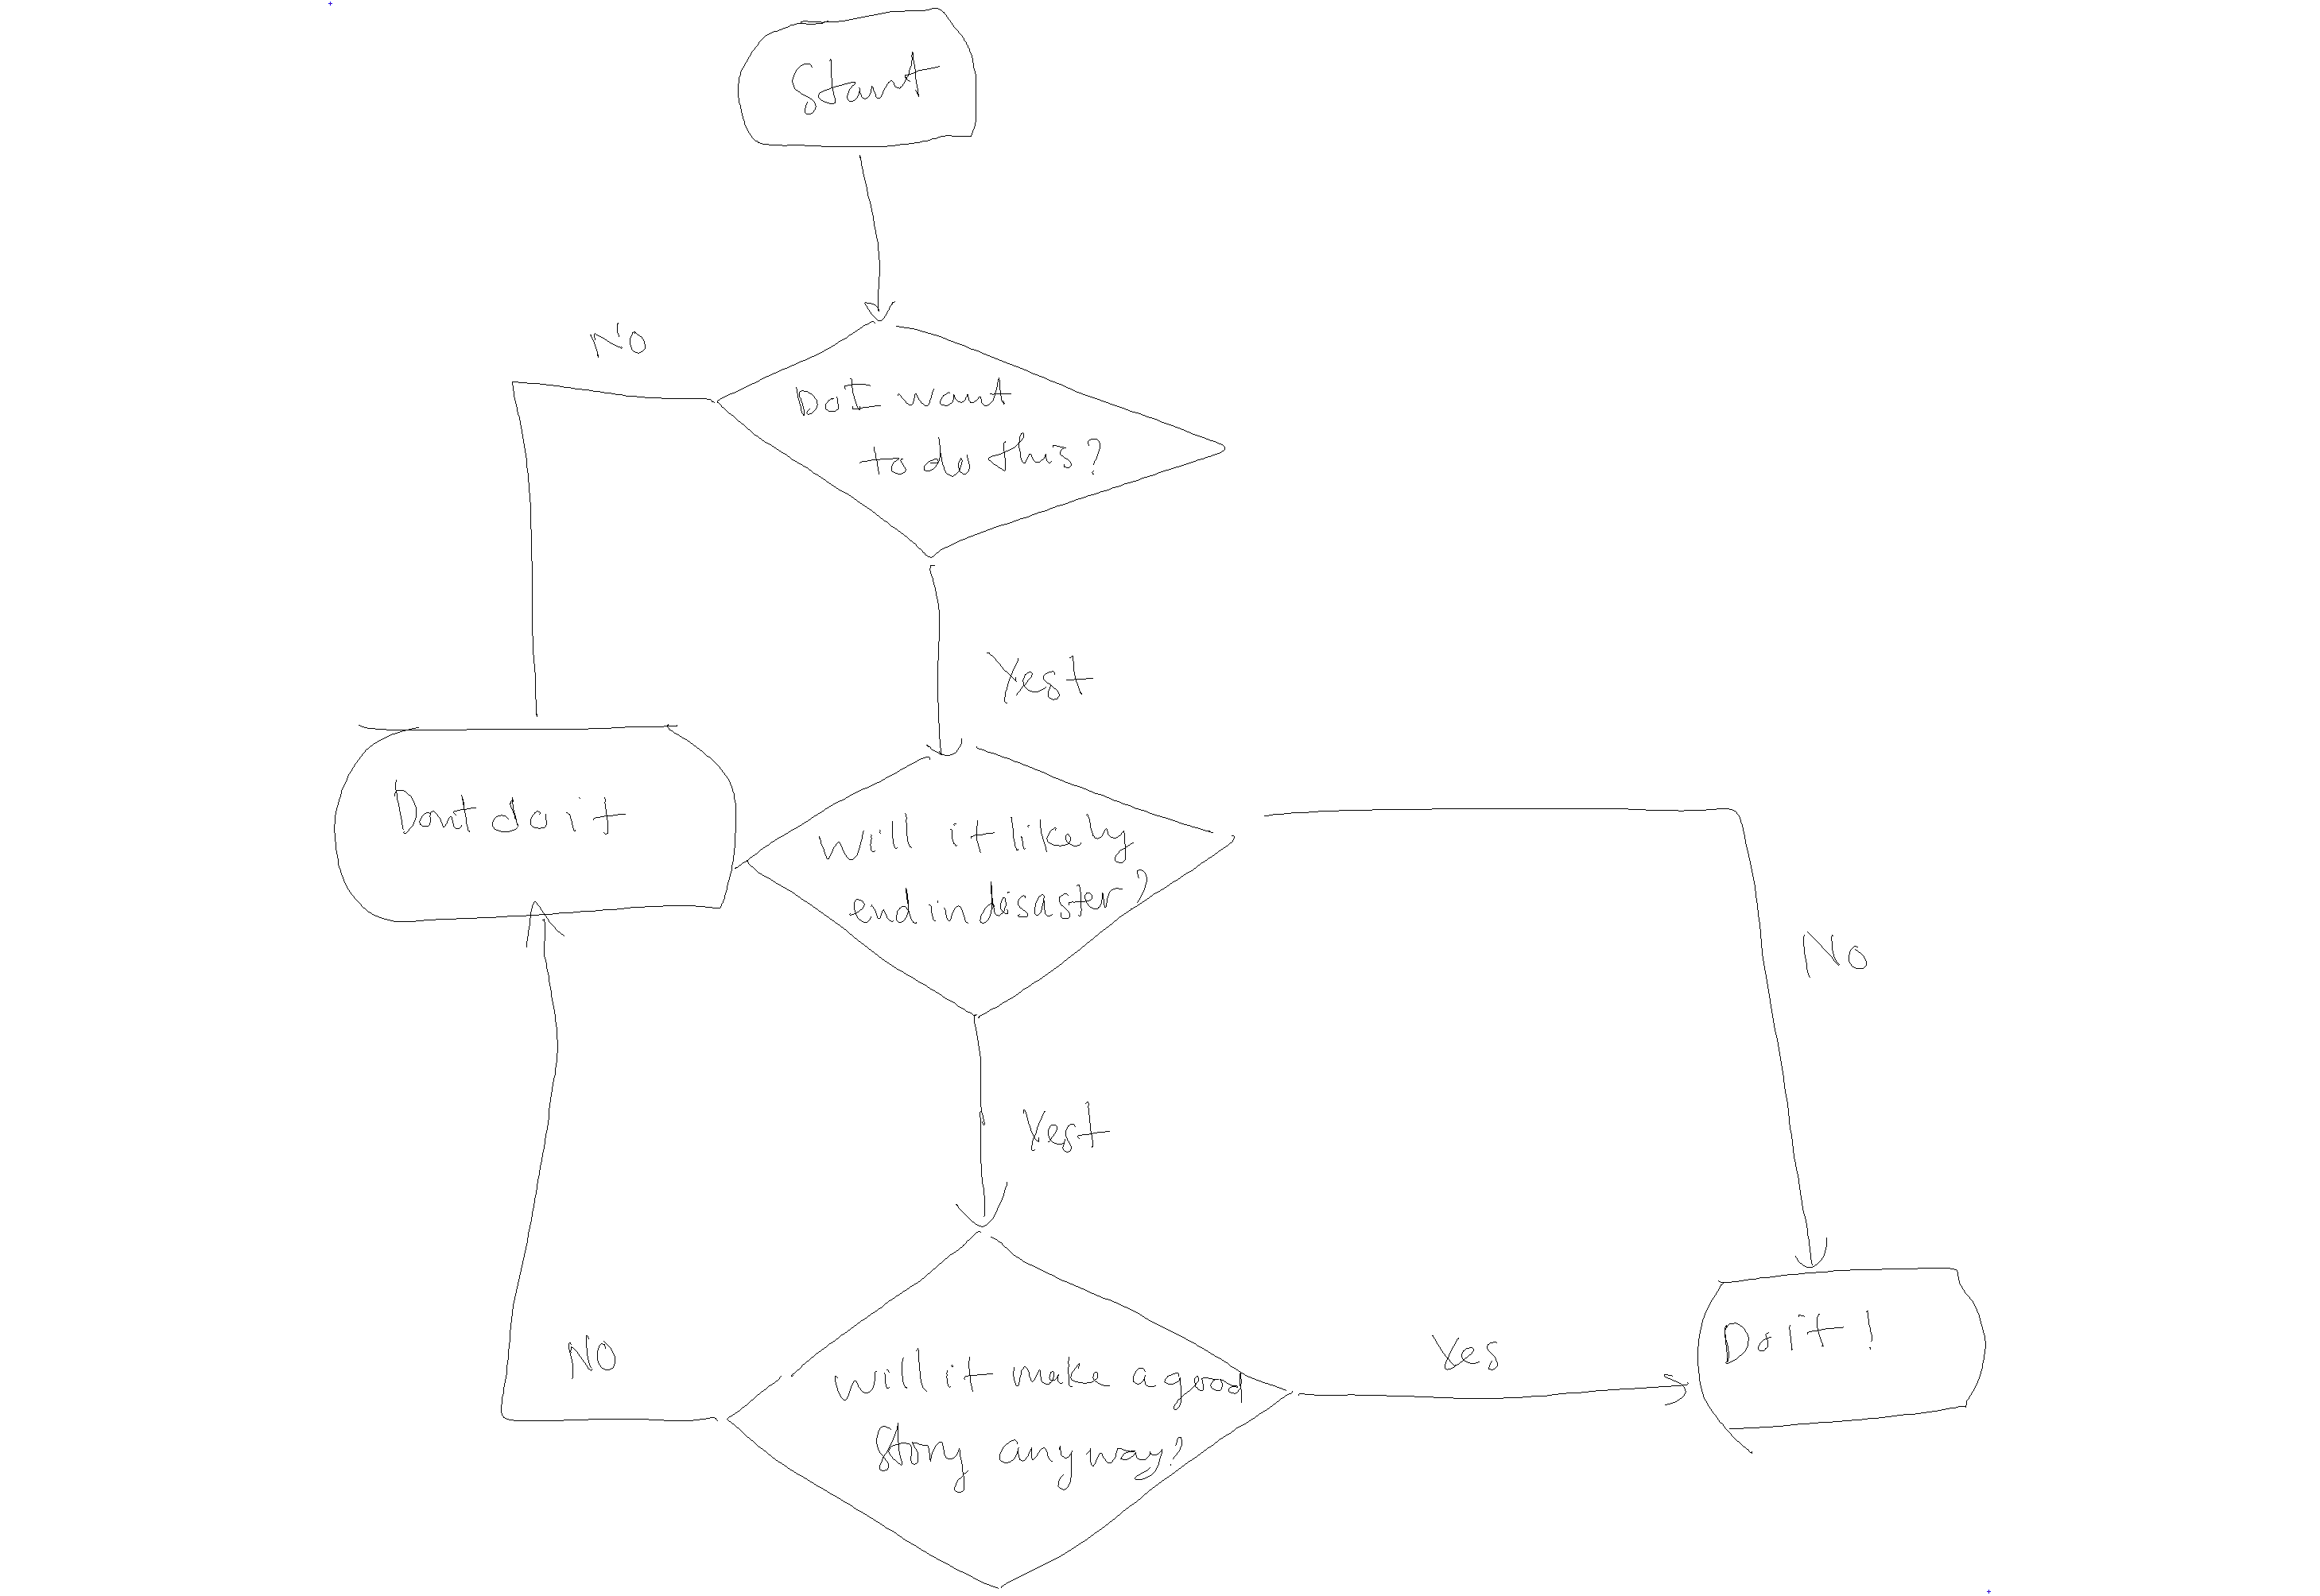 Start
No
Do I want
to do this?
Yest
Dont do it
Will it likely
end in disaster?
No
Yest
No
Will it make a good
Story anyway?
Yes
Do it!